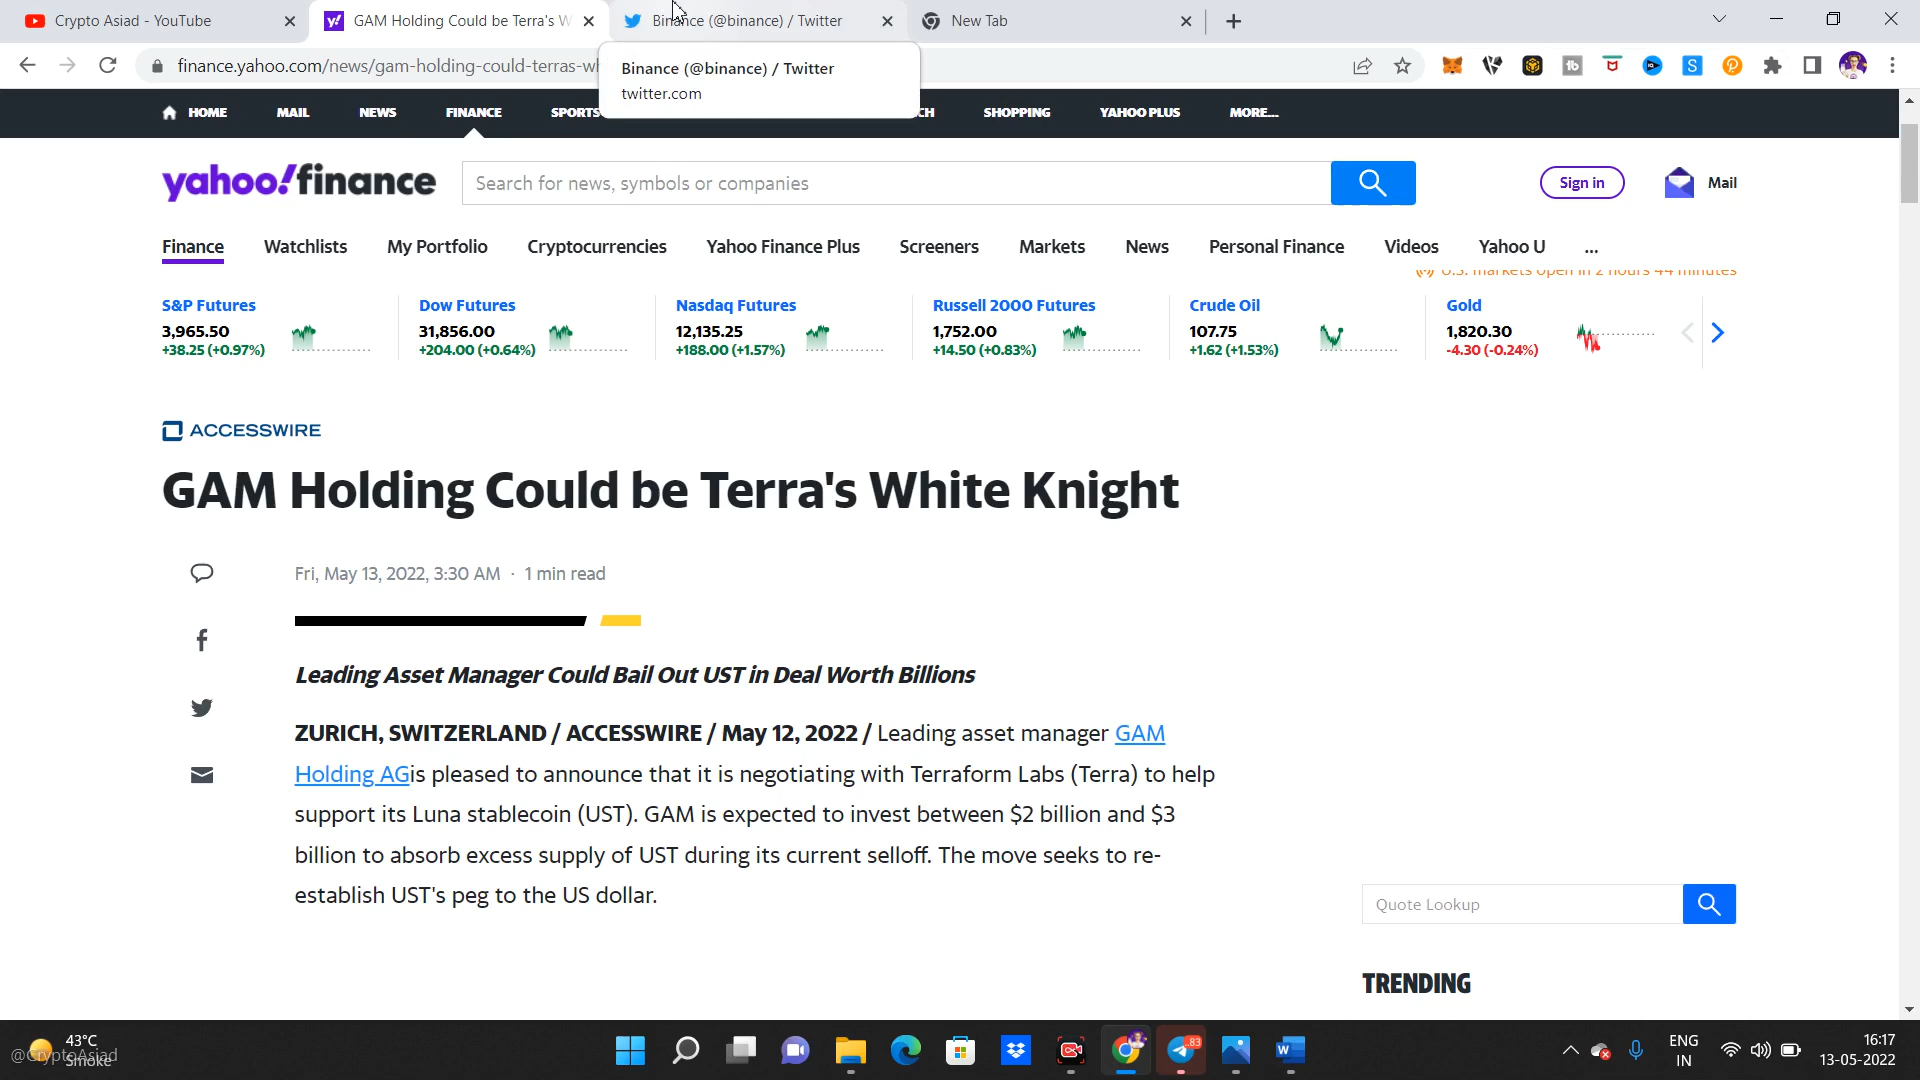 Crypto Asiad - YouTube
GAM Holding Could be Terra's W
Binance (@binance) / Twitter
New Tab
finance.yahoo.com/news/gam-holding-could-terras-wh
Binance (@binance) / Twitter
twitter.com
HOME MAIL NEWS FINANCE SPORTS CH SHOPPING YAHOO PLUS MORE...
yahoo!finance
Search for news, symbols or companies
Sign in
Mail
Finance Watchlists My Portfolio Cryptocurrencies Yahoo Finance Plus Screeners Markets News Personal Finance Videos Yahoo U ...
U.S. markets open in 2 hours 44 minutes
S&P Futures
3,965.50
+38.25 (+0.97%)
Dow Futures
31,856.00
+204.00 (+0.64%)
Nasdaq Futures
12,135.25
+188.00 (+1.57%)
Russell 2000 Futures
1,752.00
+14.50 (+0.83%)
Crude Oil
107.75
+1.62 (+1.53%)
Gold
1,820.30
-4.30 (-0.24%)
ACCESSWIRE
GAM Holding Could be Terra's White Knight
Fri, May 13, 2022, 3:30 AM · 1 min read
Leading Asset Manager Could Bail Out UST in Deal Worth Billions
ZURICH, SWITZERLAND / ACCESSWIRE / May 12, 2022 / Leading asset manager GAM
Holding AGis pleased to announce that it is negotiating with Terraform Labs (Terra) to help
support its Luna stablecoin (UST). GAM is expected to invest between $2 billion and $3
billion to absorb excess supply of UST during its current selloff. The move seeks to re-
establish UST's peg to the US dollar.
Quote Lookup
TRENDING
43°C
Smoke
@CryptoAsiad
83
ENG
IN
16:17
13-05-2022